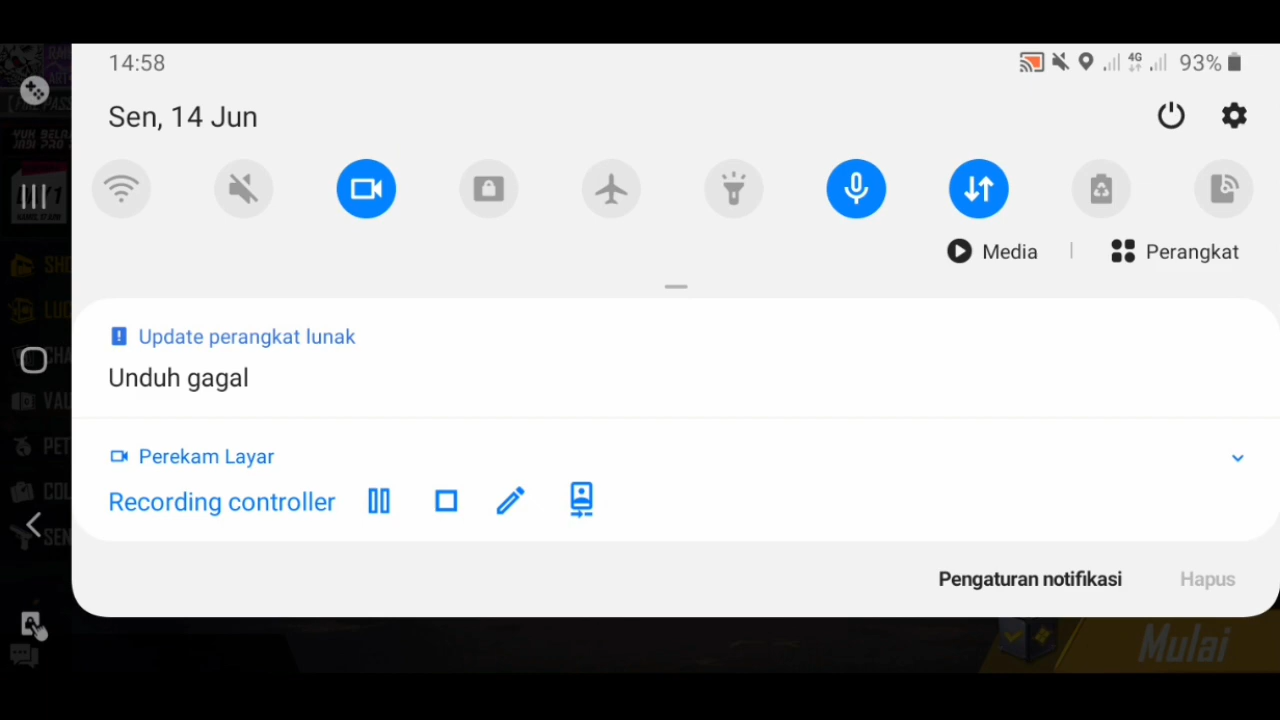 14:58
4G
93%
Sen, 14 Jun
Media
Perangkat
Update perangkat lunak
Unduh gagal
Perekam Layar
Recording controller
Pengaturan notifikasi
Hapus
Mulai